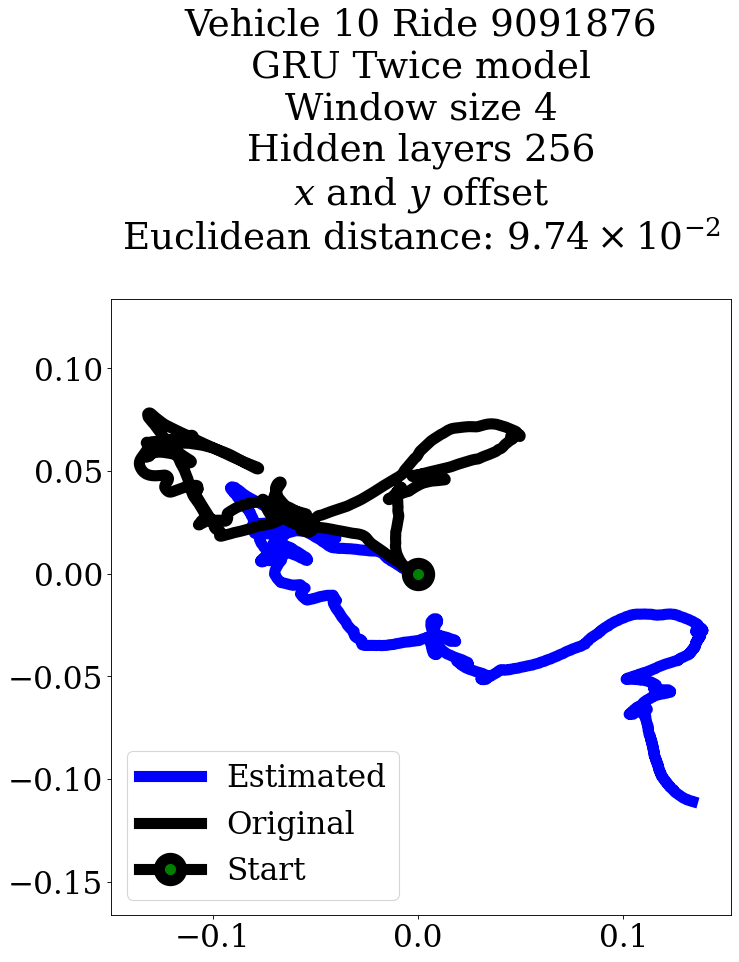 Vehicle 10 Ride 9091876
GRU Twice model
Window size 4
Hidden layers 256
x and y offset
Euclidean distance: 9.74 × 10⁻²
0.10
0.05
0.00
−0.05
−0.10
−0.15
Estimated
Original
Start
−0.1
0.0
0.1